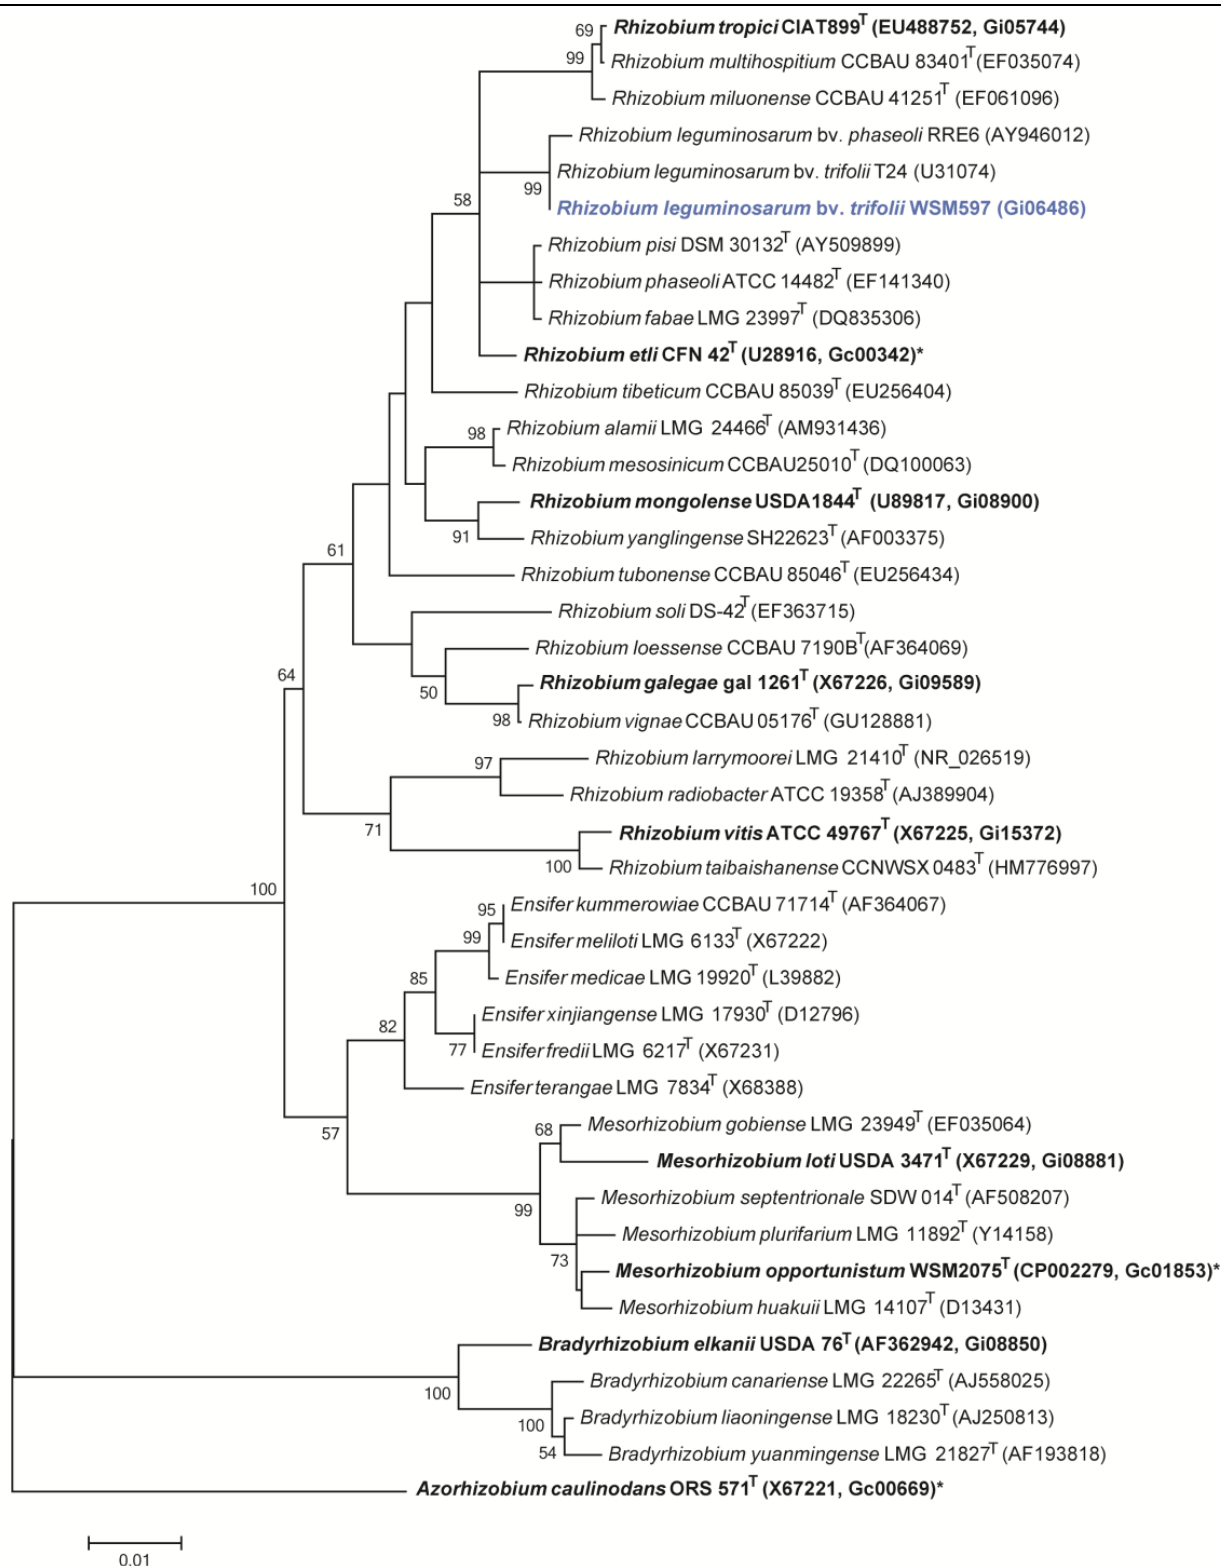 69
Rhizobium tropici CIAT899T (EU488752, Gi05744)
99
Rhizobium multihospitium CCBAU 83401T (EF035074)
Rhizobium miluonense CCBAU 41251T (EF061096)
Rhizobium leguminosarum bv. phaseoli RRE6 (AY946012)
Rhizobium leguminosarum bv. trifolii T24 (U31074)
99
58
Rhizobium leguminosarum bv. trifolii WSM597 (Gi06486)
Rhizobium pisi DSM 30132T (AY509899)
Rhizobium phaseoli ATCC 14482T (EF141340)
Rhizobium fabae LMG 23997T (DQ835306)
Rhizobium etli CFN 42T (U28916, Gc00342)*
Rhizobium tibeticum CCBAU 85039T (EU256404)
98
Rhizobium alamii LMG 24466T (AM931436)
Rhizobium mesosinicum CCBAU25010T (DQ100063)
Rhizobium mongolense USDA1844T (U89817, Gi08900)
91
Rhizobium yanglingense SH22623T (AF003375)
61
Rhizobium tubonense CCBAU 85046T (EU256434)
Rhizobium soli DS-42T (EF363715)
Rhizobium loessense CCBAU 7190BT (AF364069)
64
50
Rhizobium galegae gal 1261T (X67226, Gi09589)
98
Rhizobium vignae CCBAU 05176T (GU128881)
97
Rhizobium larrymoorei LMG 21410T (NR_026519)
Rhizobium radiobacter ATCC 19358T (AJ389904)
71
Rhizobium vitis ATCC 49767T (X67225, Gi15372)
100
Rhizobium taibaishanense CCNWSX 0483T (HM776997)
100
95
Ensifer kummerowiae CCBAU 71714T (AF364067)
99
Ensifer meliloti LMG 6133T (X67222)
85
Ensifer medicae LMG 19920T (L39882)
82
Ensifer xinjiangense LMG 17930T (D12796)
77
Ensifer fredii LMG 6217T (X67231)
Ensifer terangae LMG 7834T (X68388)
57
68
Mesorhizobium gobiense LMG 23949T (EF035064)
Mesorhizobium loti USDA 3471T (X67229, Gi08881)
99
Mesorhizobium septentrionale SDW 014T (AF508207)
Mesorhizobium plurifarium LMG 11892T (Y14158)
73
Mesorhizobium opportunistum WSM2075T (CP002279, Gc01853)*
Mesorhizobium huakuii LMG 14107T (D13431)
Bradyrhizobium elkanii USDA 76T (AF362942, Gi08850)
100
Bradyrhizobium canariense LMG 22265T (AJ558025)
100
Bradyrhizobium liaoningense LMG 18230T (AJ250813)
54
Bradyrhizobium yuanmingense LMG 21827T (AF193818)
Azorhizobium caulinodans ORS 571T (X67221, Gc00669)*
0.01